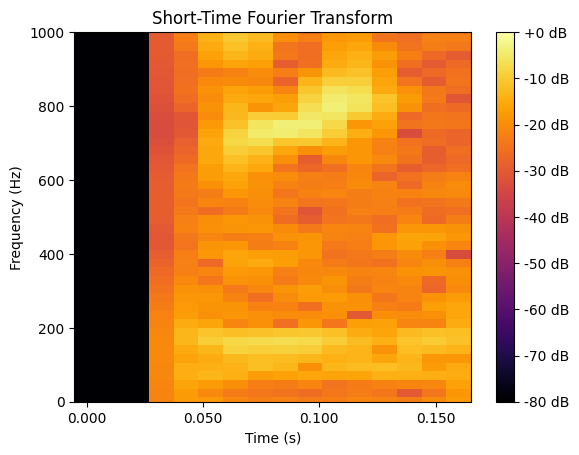 Short-Time Fourier Transform
Frequency (Hz)
1000
800
600
400
200
0
0.000
0.050
0.100
0.150
Time (s)
+0 dB
-10 dB
-20 dB
-30 dB
-40 dB
-50 dB
-60 dB
-70 dB
-80 dB